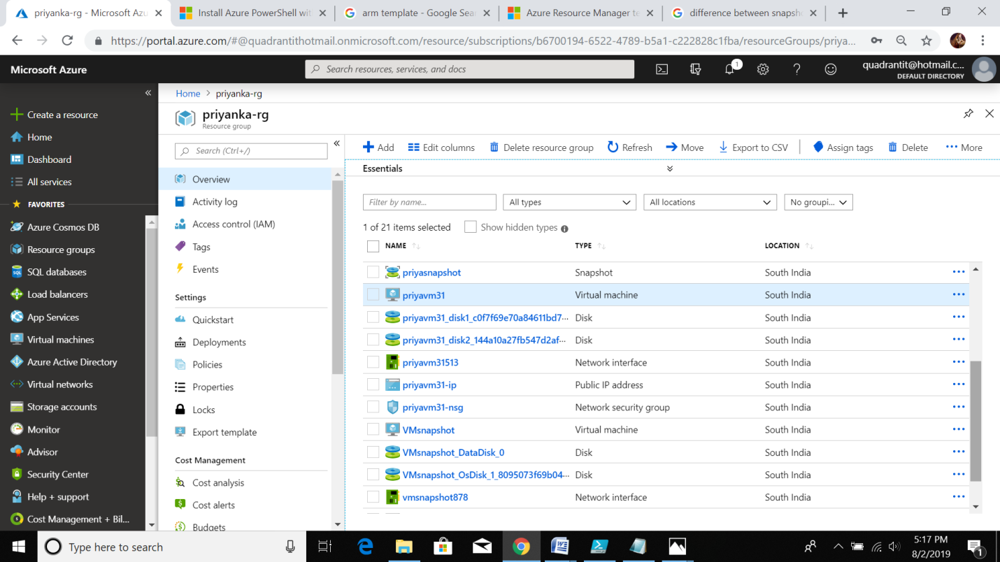 priyanka-rg - Microsoft Azu
Install Azure PowerShell wit
arm template - Google Sea
Azure Resource Manager te
difference between snapsh
https://portal.azure.com/#@quadrantithotmail.onmicrosoft.com/resource/subscriptions/b6700194-6522-4789-b5a1-c222828c1fba/resourceGroups/priya...
Microsoft Azure
Search resources, services, and docs
1
quadrantit@hotmail.c...
DEFAULT DIRECTORY
Create a resource
Home
Dashboard
All services
FAVORITES
Azure Cosmos DB
Resource groups
SQL databases
Load balancers
App Services
Virtual machines
Azure Active Directory
Virtual networks
Storage accounts
Monitor
Advisor
Security Center
Help + support
Cost Management + Bil...
Home > priyanka-rg
priyanka-rg
Resource group
Search (Ctrl+/)
Overview
Activity log
Access control (IAM)
Tags
Events
Settings
Quickstart
Deployments
Policies
Properties
Locks
Export template
Cost Management
Cost analysis
Cost alerts
Budgets
Add Edit columns Delete resource group Refresh Move Export to CSV Assign tags Delete More
Essentials
Filter by name... All types All locations No groupi...
1 of 21 items selected Show hidden types
NAME TYPE LOCATION
priyasnapshot Snapshot South India
priyavm31 Virtual machine South India
priyavm31_disk1_c0f7f69e70a84611bd7... Disk South India
priyavm31_disk2_144a10a27fb547d2af... Disk South India
priyavm31513 Network interface South India
priyavm31-ip Public IP address South India
priyavm31-nsg Network security group South India
VMsnapshot Virtual machine South India
VMsnapshot_DataDisk_0 Disk South India
VMsnapshot_OsDisk_1_8095073f69b04... Disk South India
vmsnapshot878 Network interface South India
Type here to search
5:17 PM
8/2/2019
1